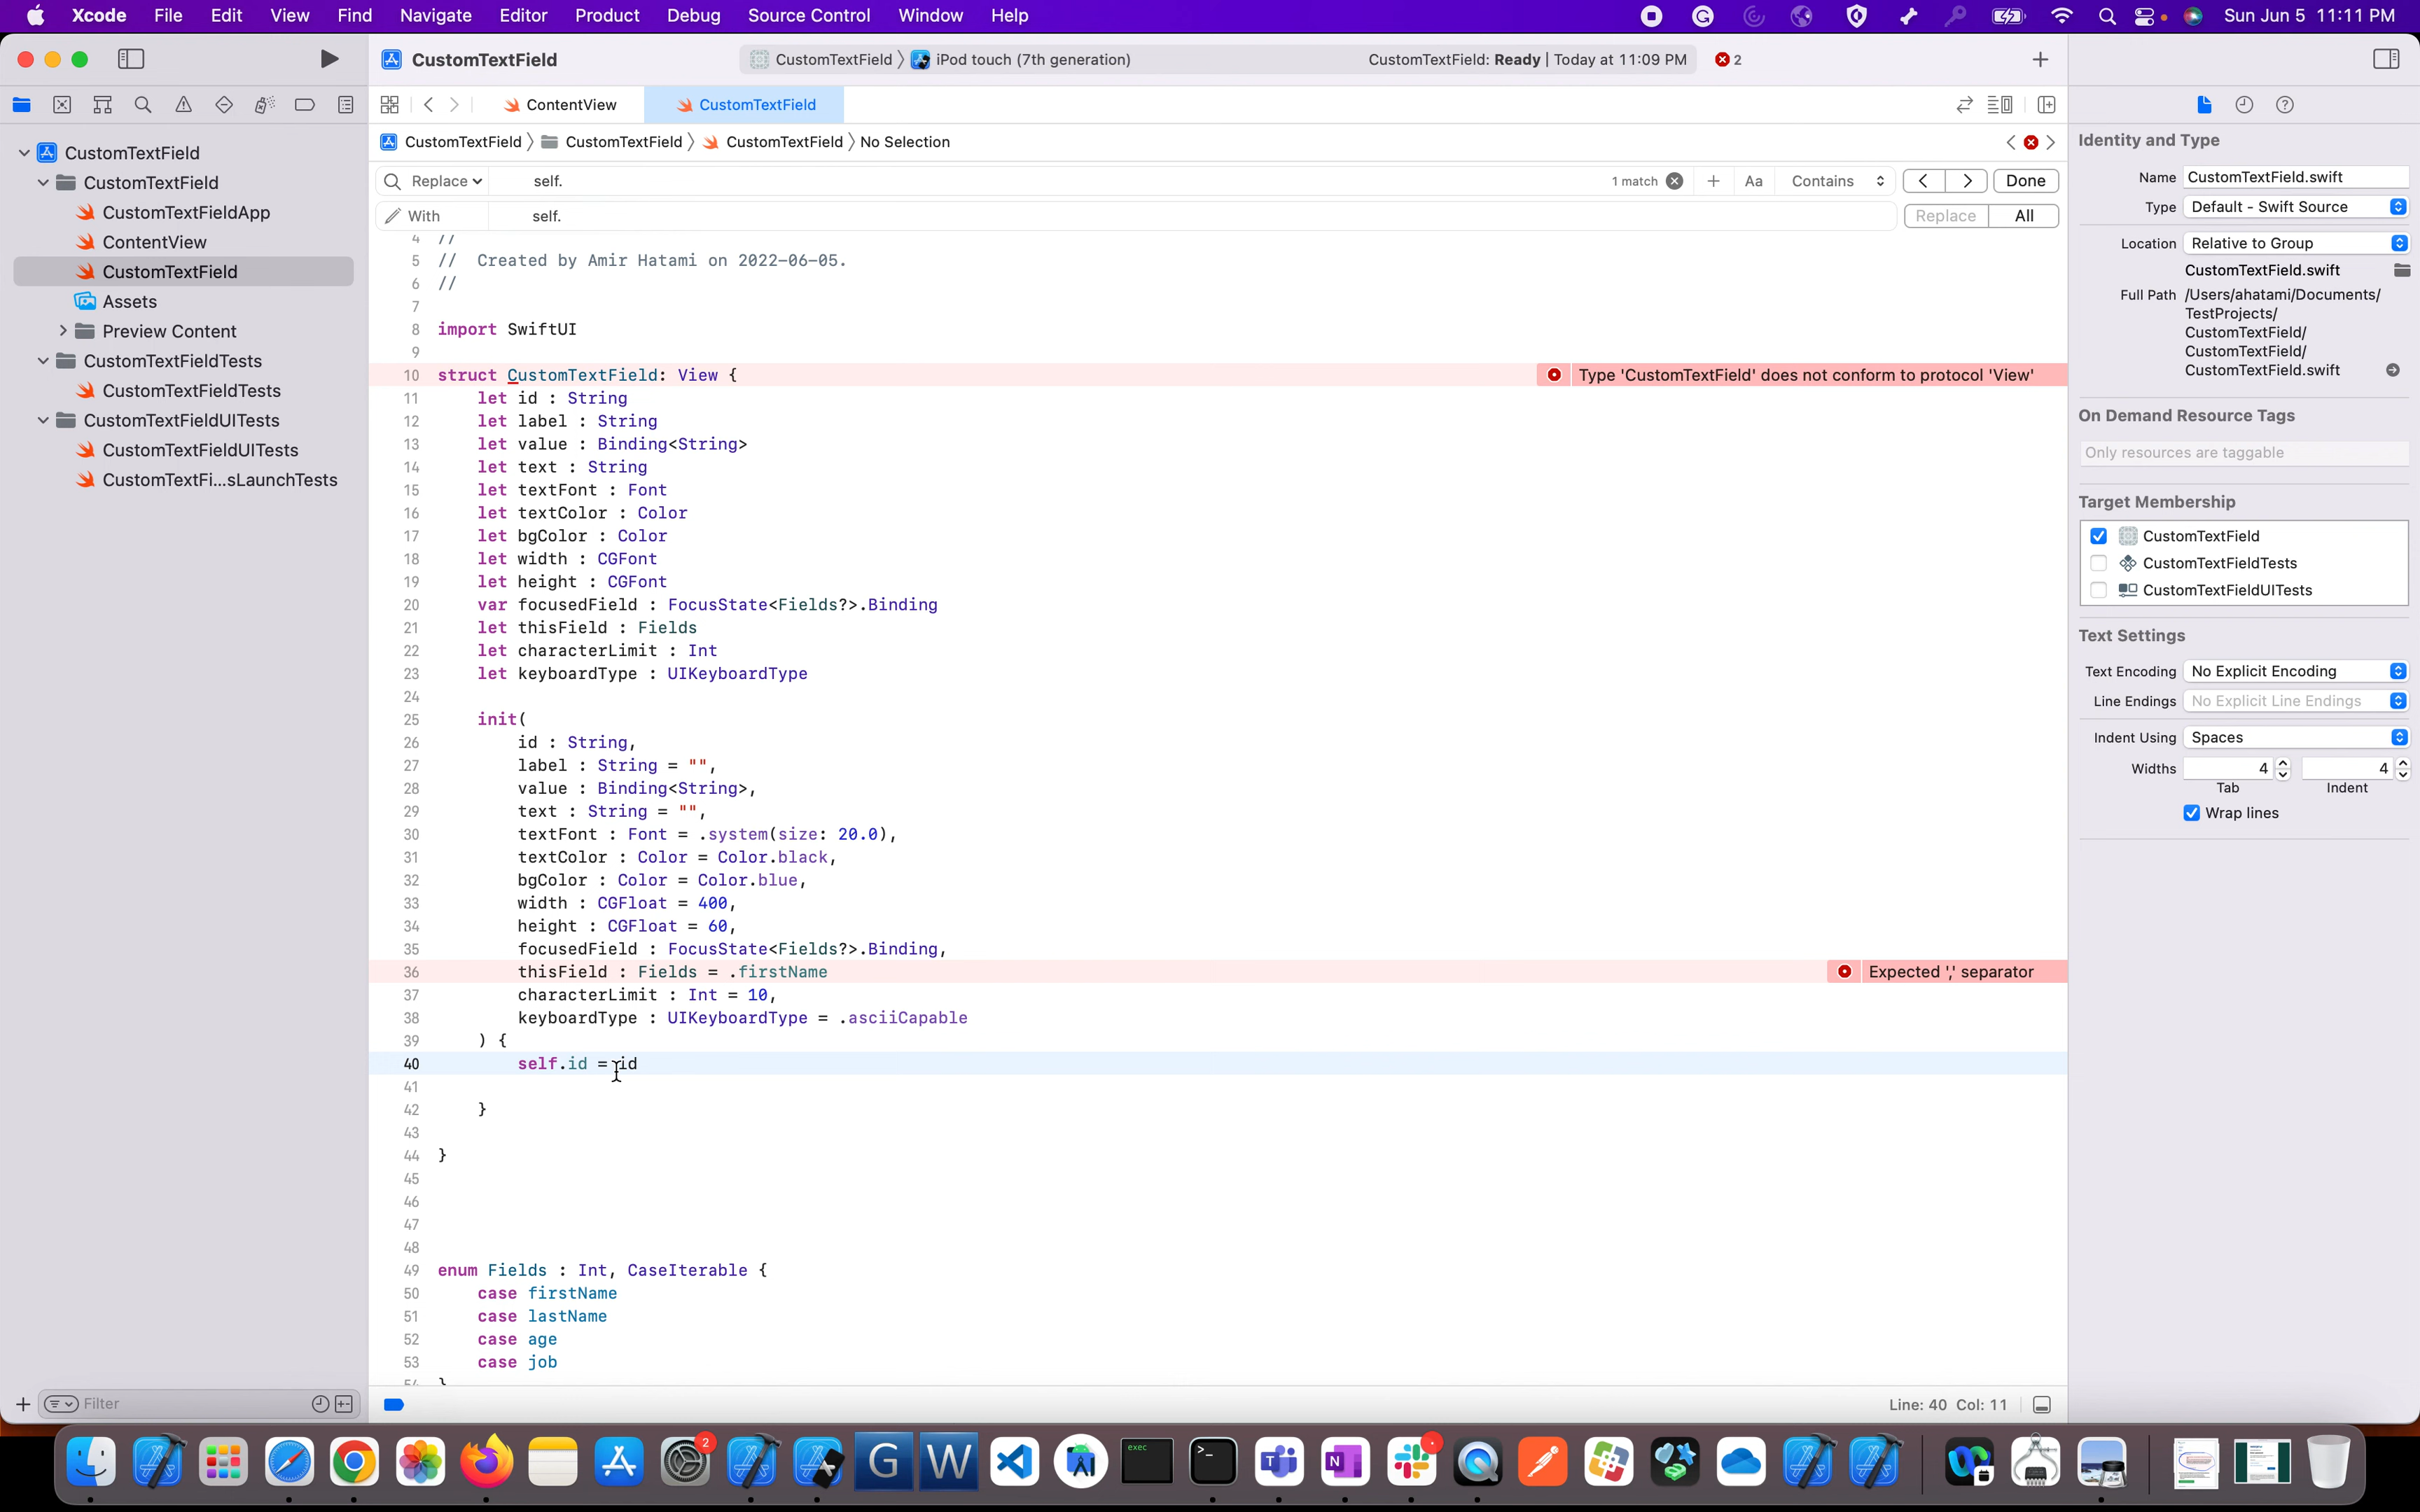 Xcode File Edit View Find Navigate Editor Product Debug Source Control Window Help Sun Jun 5 11:11 PM
CustomTextField CustomTextField iPod touch (7th generation) CustomTextField: Ready | Today at 11:09 PM 2
ContentView CustomTextField
CustomTextField CustomTextField CustomTextField No Selection
Replace self. 1 match Aa Contains Done
With self. Replace All
CustomTextField
CustomTextField
CustomTextFieldApp
ContentView
CustomTextField
Assets
Preview Content
CustomTextFieldTests
CustomTextFieldTests
CustomTextFieldUITests
CustomTextFieldUITests
CustomTextFi...sLaunchTests
Filter
4 //
5 // Created by Amir Hatami on 2022-06-05.
6 //
7
8 import SwiftUI
9
10 struct CustomTextField: View { Type 'CustomTextField' does not conform to protocol 'View'
11 let id : String
12 let label : String
13 let value : Binding<String>
14 let text : String
15 let textFont : Font
16 let textColor : Color
17 let bgColor : Color
18 let width : CGFont
19 let height : CGFont
20 var focusedField : FocusState<Fields?>.Binding
21 let thisField : Fields
22 let characterLimit : Int
23 let keyboardType : UIKeyboardType
24
25 init(
26 id : String,
27 label : String = "",
28 value : Binding<String>,
29 text : String = "",
30 textFont : Font = .system(size: 20.0),
31 textColor : Color = Color.black,
32 bgColor : Color = Color.blue,
33 width : CGFloat = 400,
34 height : CGFloat = 60,
35 focusedField : FocusState<Fields?>.Binding,
36 thisField : Fields = .firstName Expected ',' separator
37 characterLimit : Int = 10,
38 keyboardType : UIKeyboardType = .asciiCapable
39 ) {
40 self.id = id
41
42 }
43
44 }
45
46
47
48
49 enum Fields : Int, CaseIterable {
50 case firstName
51 case lastName
52 case age
53 case job
54 }
Line: 40 Col: 11
Identity and Type
Name CustomTextField.swift
Type Default - Swift Source
Location Relative to Group
CustomTextField.swift
Full Path /Users/ahatami/Documents/
TestProjects/
CustomTextField/
CustomTextField/
CustomTextField.swift
On Demand Resource Tags
Only resources are taggable
Target Membership
CustomTextField
CustomTextFieldTests
CustomTextFieldUITests
Text Settings
Text Encoding No Explicit Encoding
Line Endings No Explicit Line Endings
Indent Using Spaces
Widths 4 4
Tab Indent
Wrap lines
2 G W exec >_ N